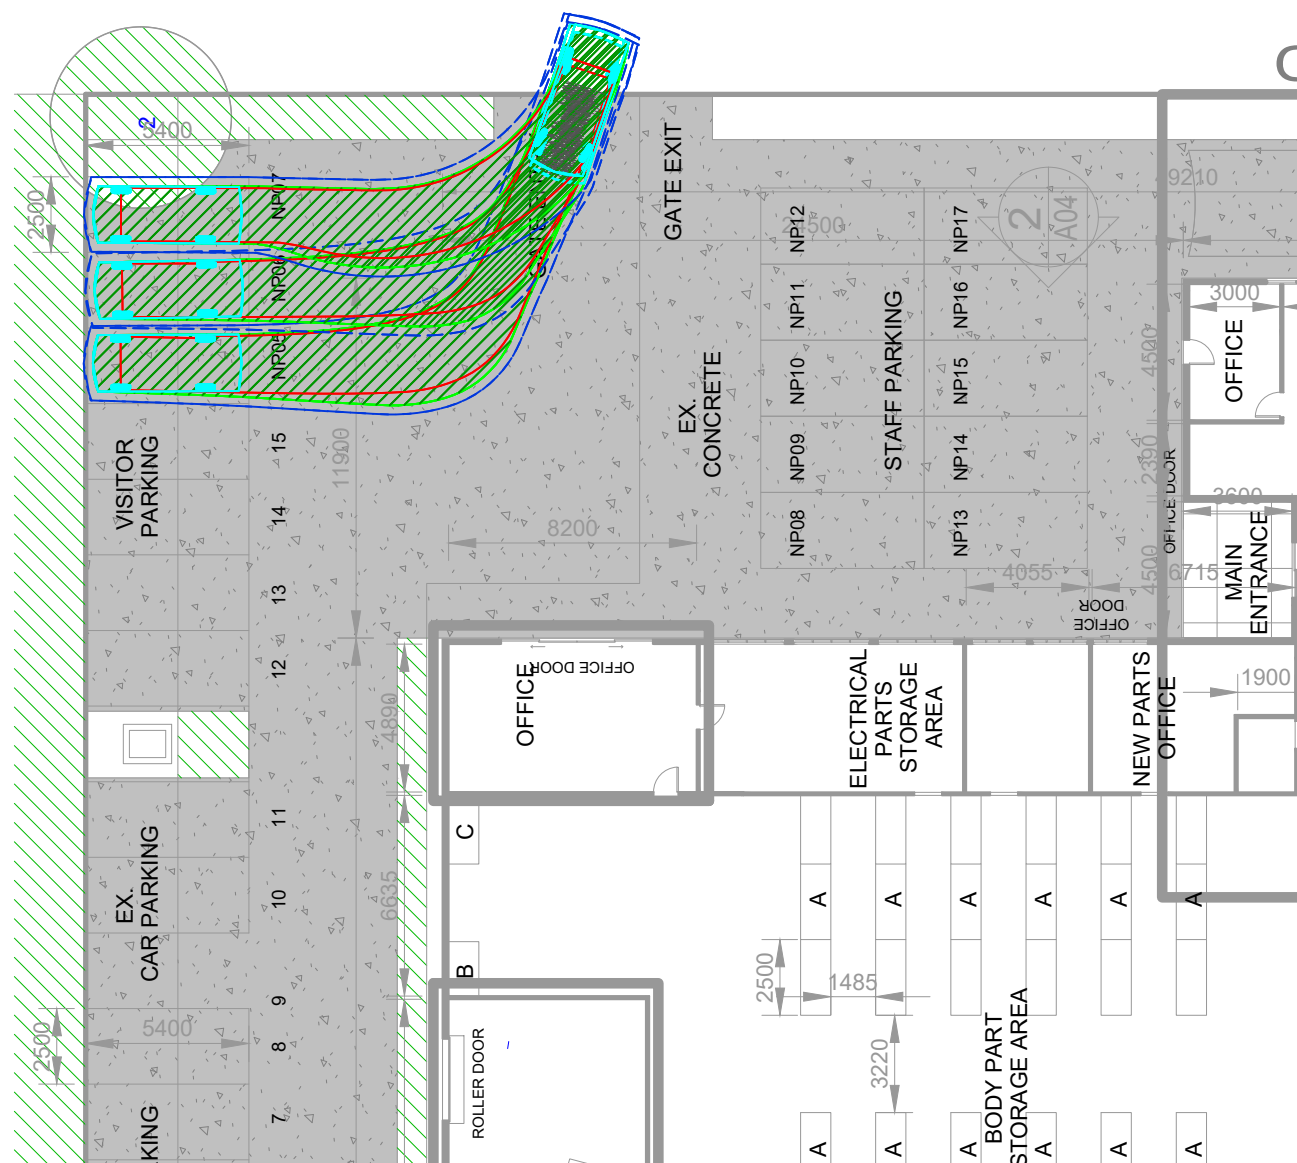 2
5400
2500
NP07
NP06
NP05
GATE EXIT
24500
9210
2
A04
NP12
NP11
NP10
NP09
NP08
NP17
NP16
NP15
NP14
NP13
STAFF PARKING
EX.
CONCRETE
3000
OFFICE
4500
2390
OFFICE DOOR
3600
MAIN
ENTRANCE
4500
6715
4055
OFFICE
DOOR
VISITOR
PARKING
15
14
13
12
11900
8200
OFFICE
OFFICE DOOR
4890
ELECTRICAL
PARTS
STORAGE
AREA
NEW PARTS
OFFICE
1900
EX.
CAR PARKING
11
10
9
8
7
6635
C
B
A
A
A
A
A
A
2500
1485
3220
BODY PART
STORAGE AREA
5400
2500
ROLLER DOOR
KING
A
A
A
A
A
A